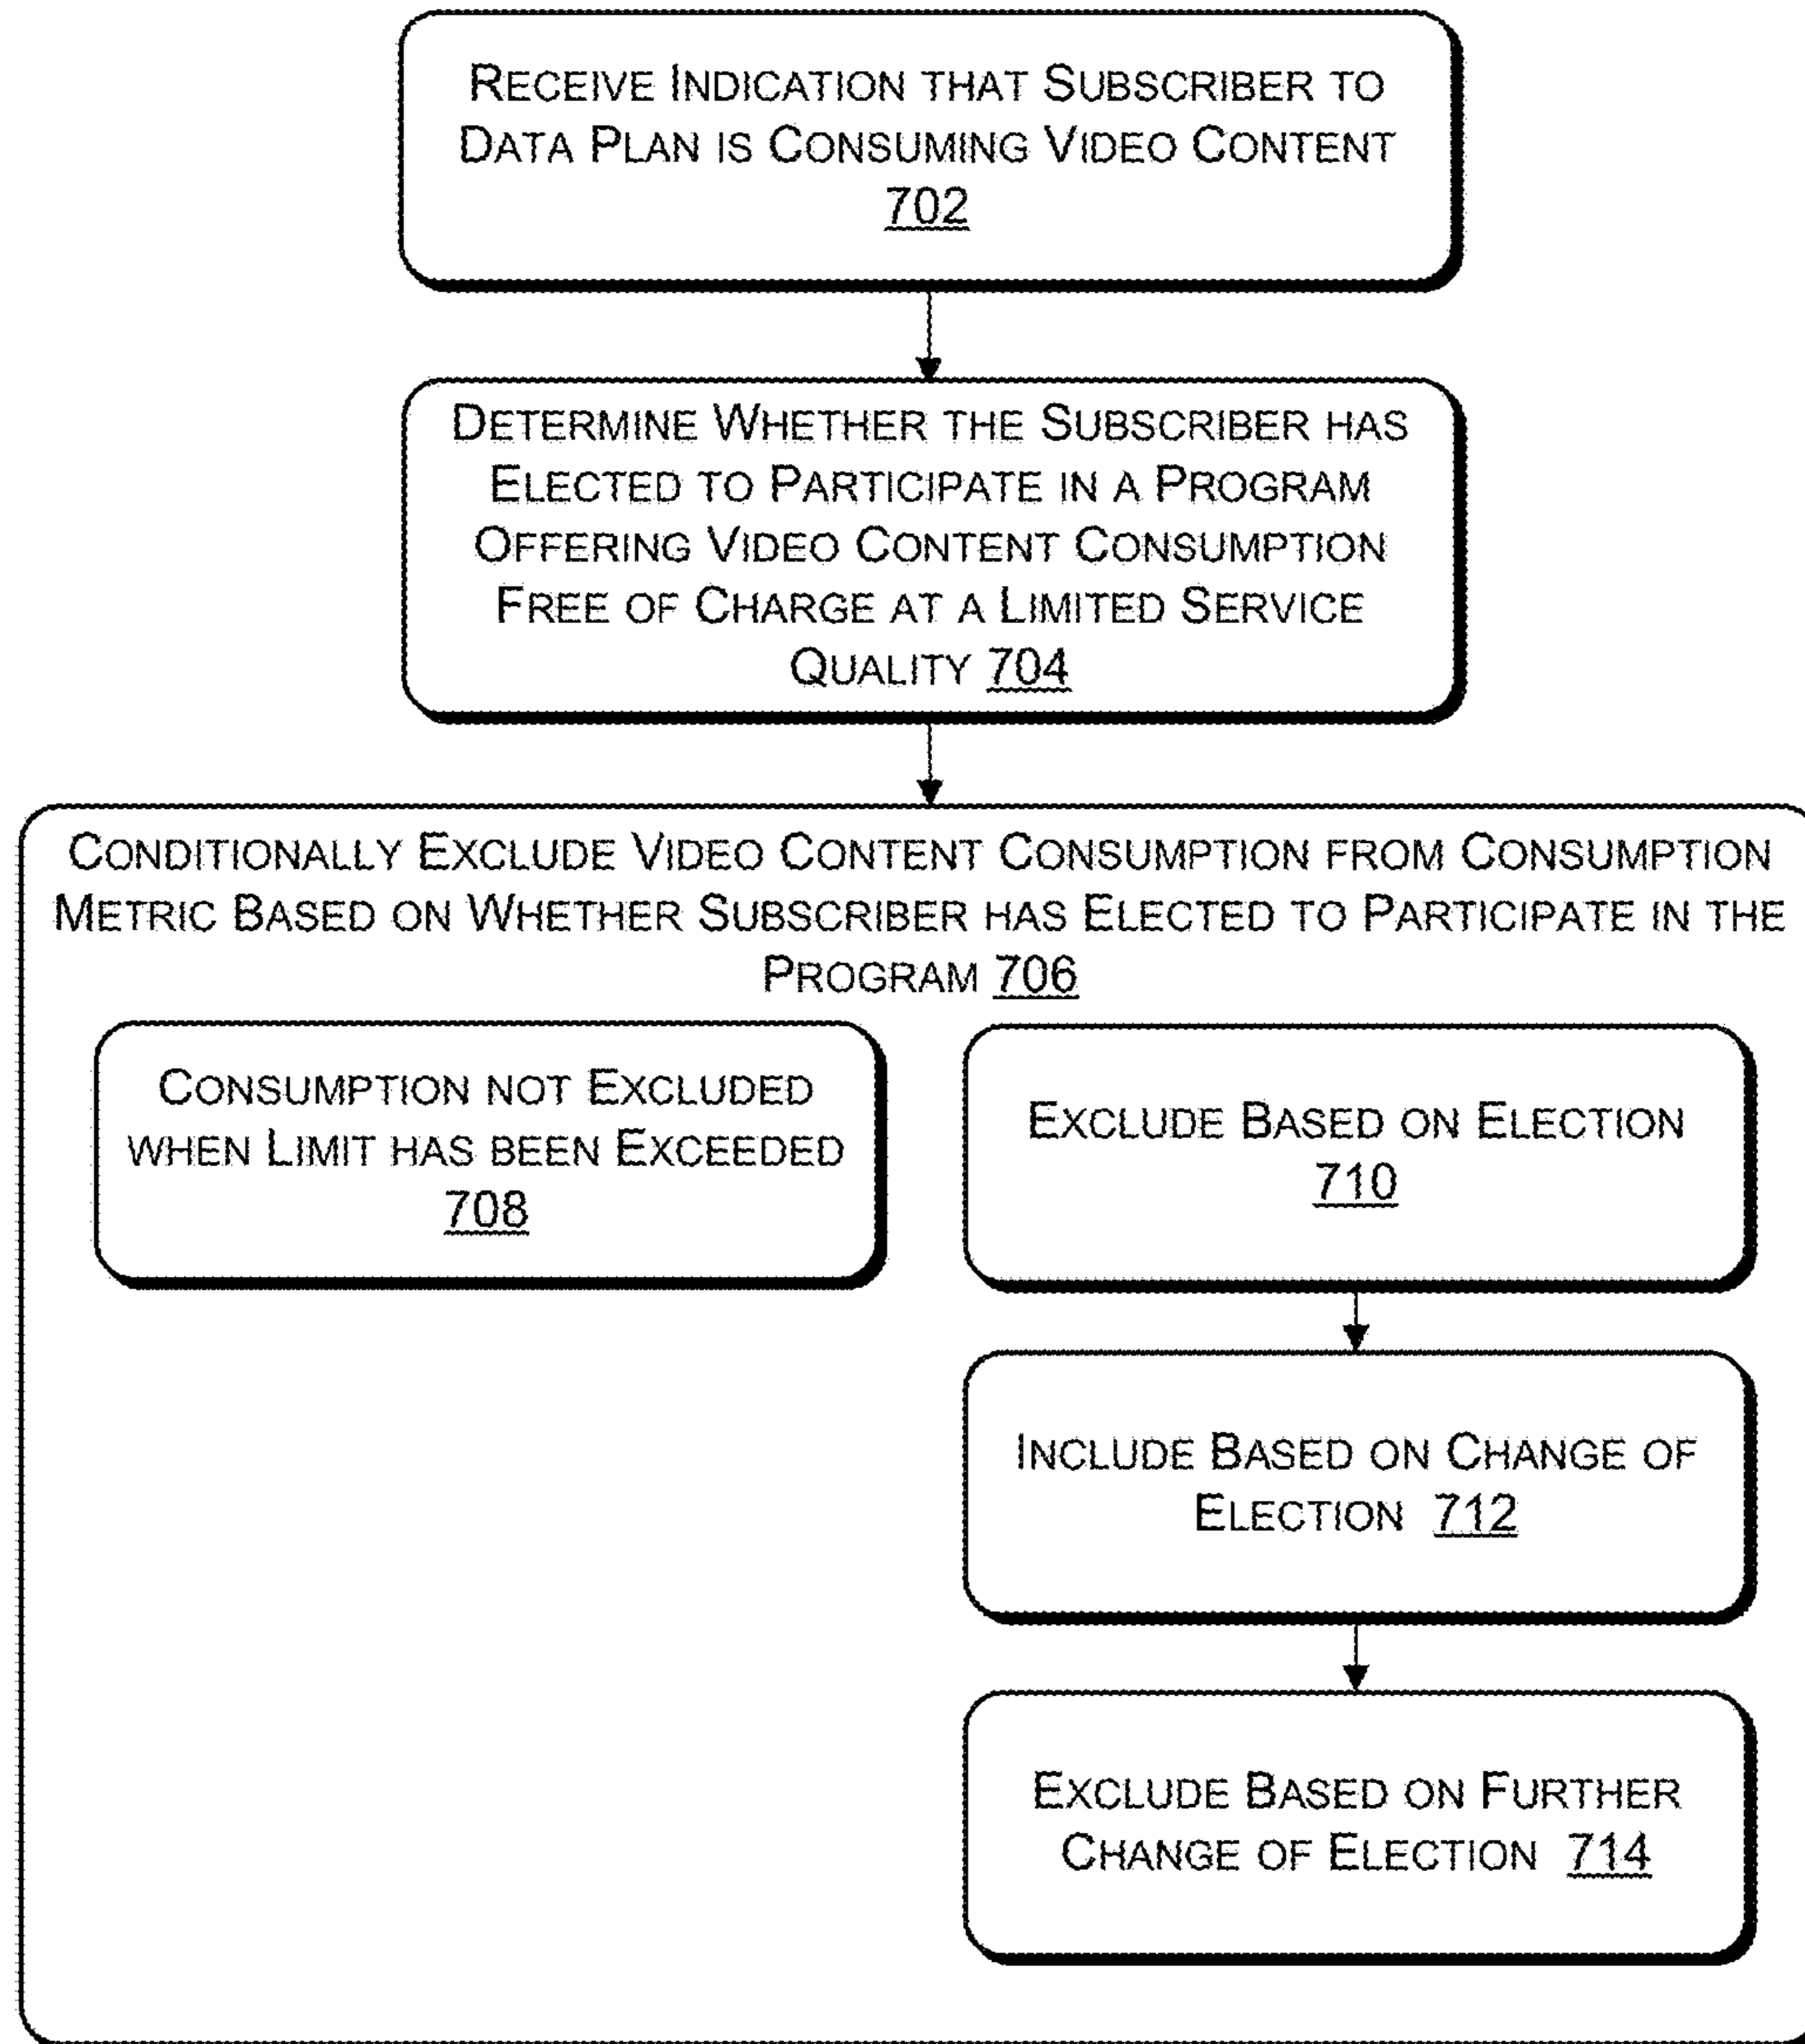 RECEIVE INDICATION THAT SUBSCRIBER TO
DATA PLAN IS CONSUMING VIDEO CONTENT
702
DETERMINE WHETHER THE SUBSCRIBER HAS
ELECTED TO PARTICIPATE IN A PROGRAM
OFFERING VIDEO CONTENT CONSUMPTION
FREE OF CHARGE AT A LIMITED SERVICE
QUALITY 704
CONDITIONALLY EXCLUDE VIDEO CONTENT CONSUMPTION FROM CONSUMPTION
METRIC BASED ON WHETHER SUBSCRIBER HAS ELECTED TO PARTICIPATE IN THE
PROGRAM 706
CONSUMPTION NOT EXCLUDED
WHEN LIMIT HAS BEEN EXCEEDED
708
EXCLUDE BASED ON ELECTION
710
INCLUDE BASED ON CHANGE OF
ELECTION 712
EXCLUDE BASED ON FURTHER
CHANGE OF ELECTION 714